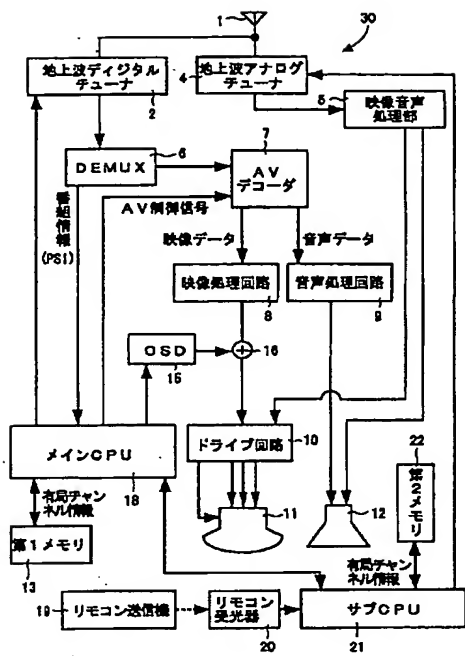 1
30
地上波ディジタル
チューナ
2
4
地上波アナログ
チューナ
5
映像音声
処理部
DEMUX
6
7
AV
デコーダ
番組情報
(PSI)
AV制御信号
映像データ
音声データ
映像処理回路
8
音声処理回路
9
OSD
15
16
ドライブ回路
10
メインCPU
18
11
12
22
第2メモリ
有局チャン
ネル情報
第1メモリ
13
有局チャン
ネル情報
19
リモコン送信機
リモコン
受光器
20
サブCPU
21